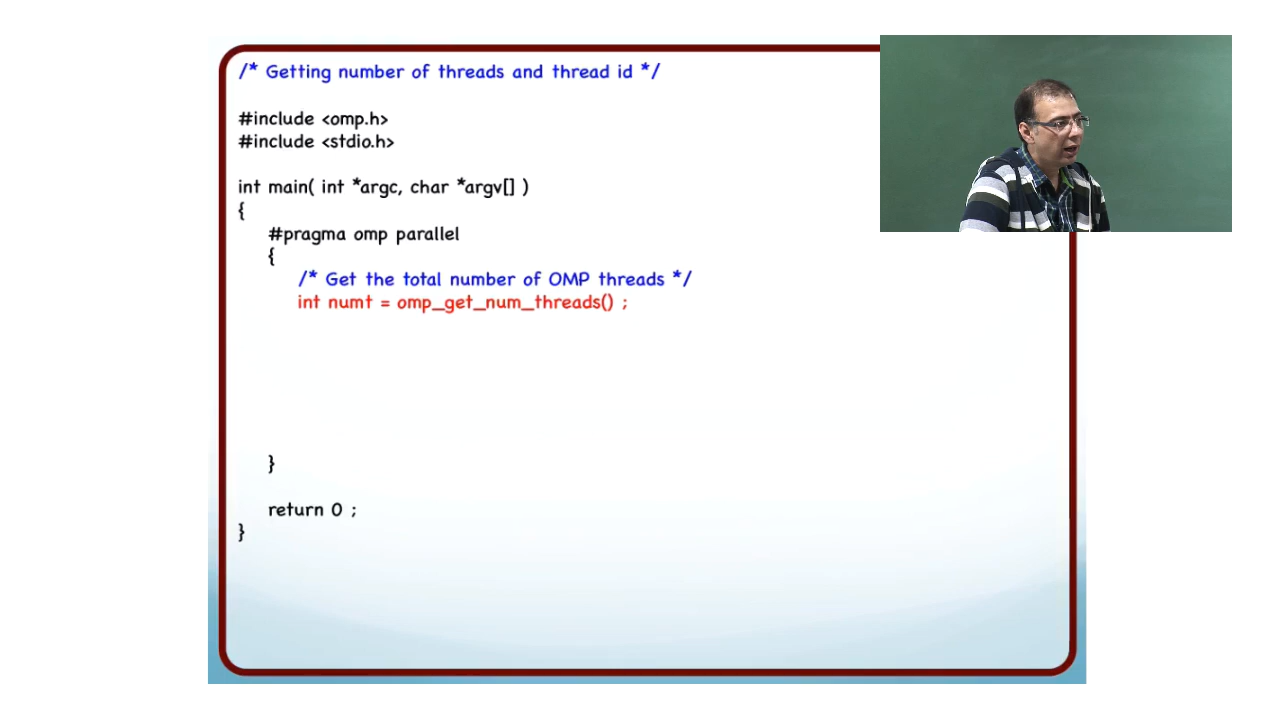 /* Getting number of threads and thread id */
#include <omp.h>
#include <stdio.h>
int main( int *argc, char *argv[] )
{
#pragma omp parallel
{
/* Get the total number of OMP threads */
int numt = omp_get_num_threads() ;
}
return 0 ;
}